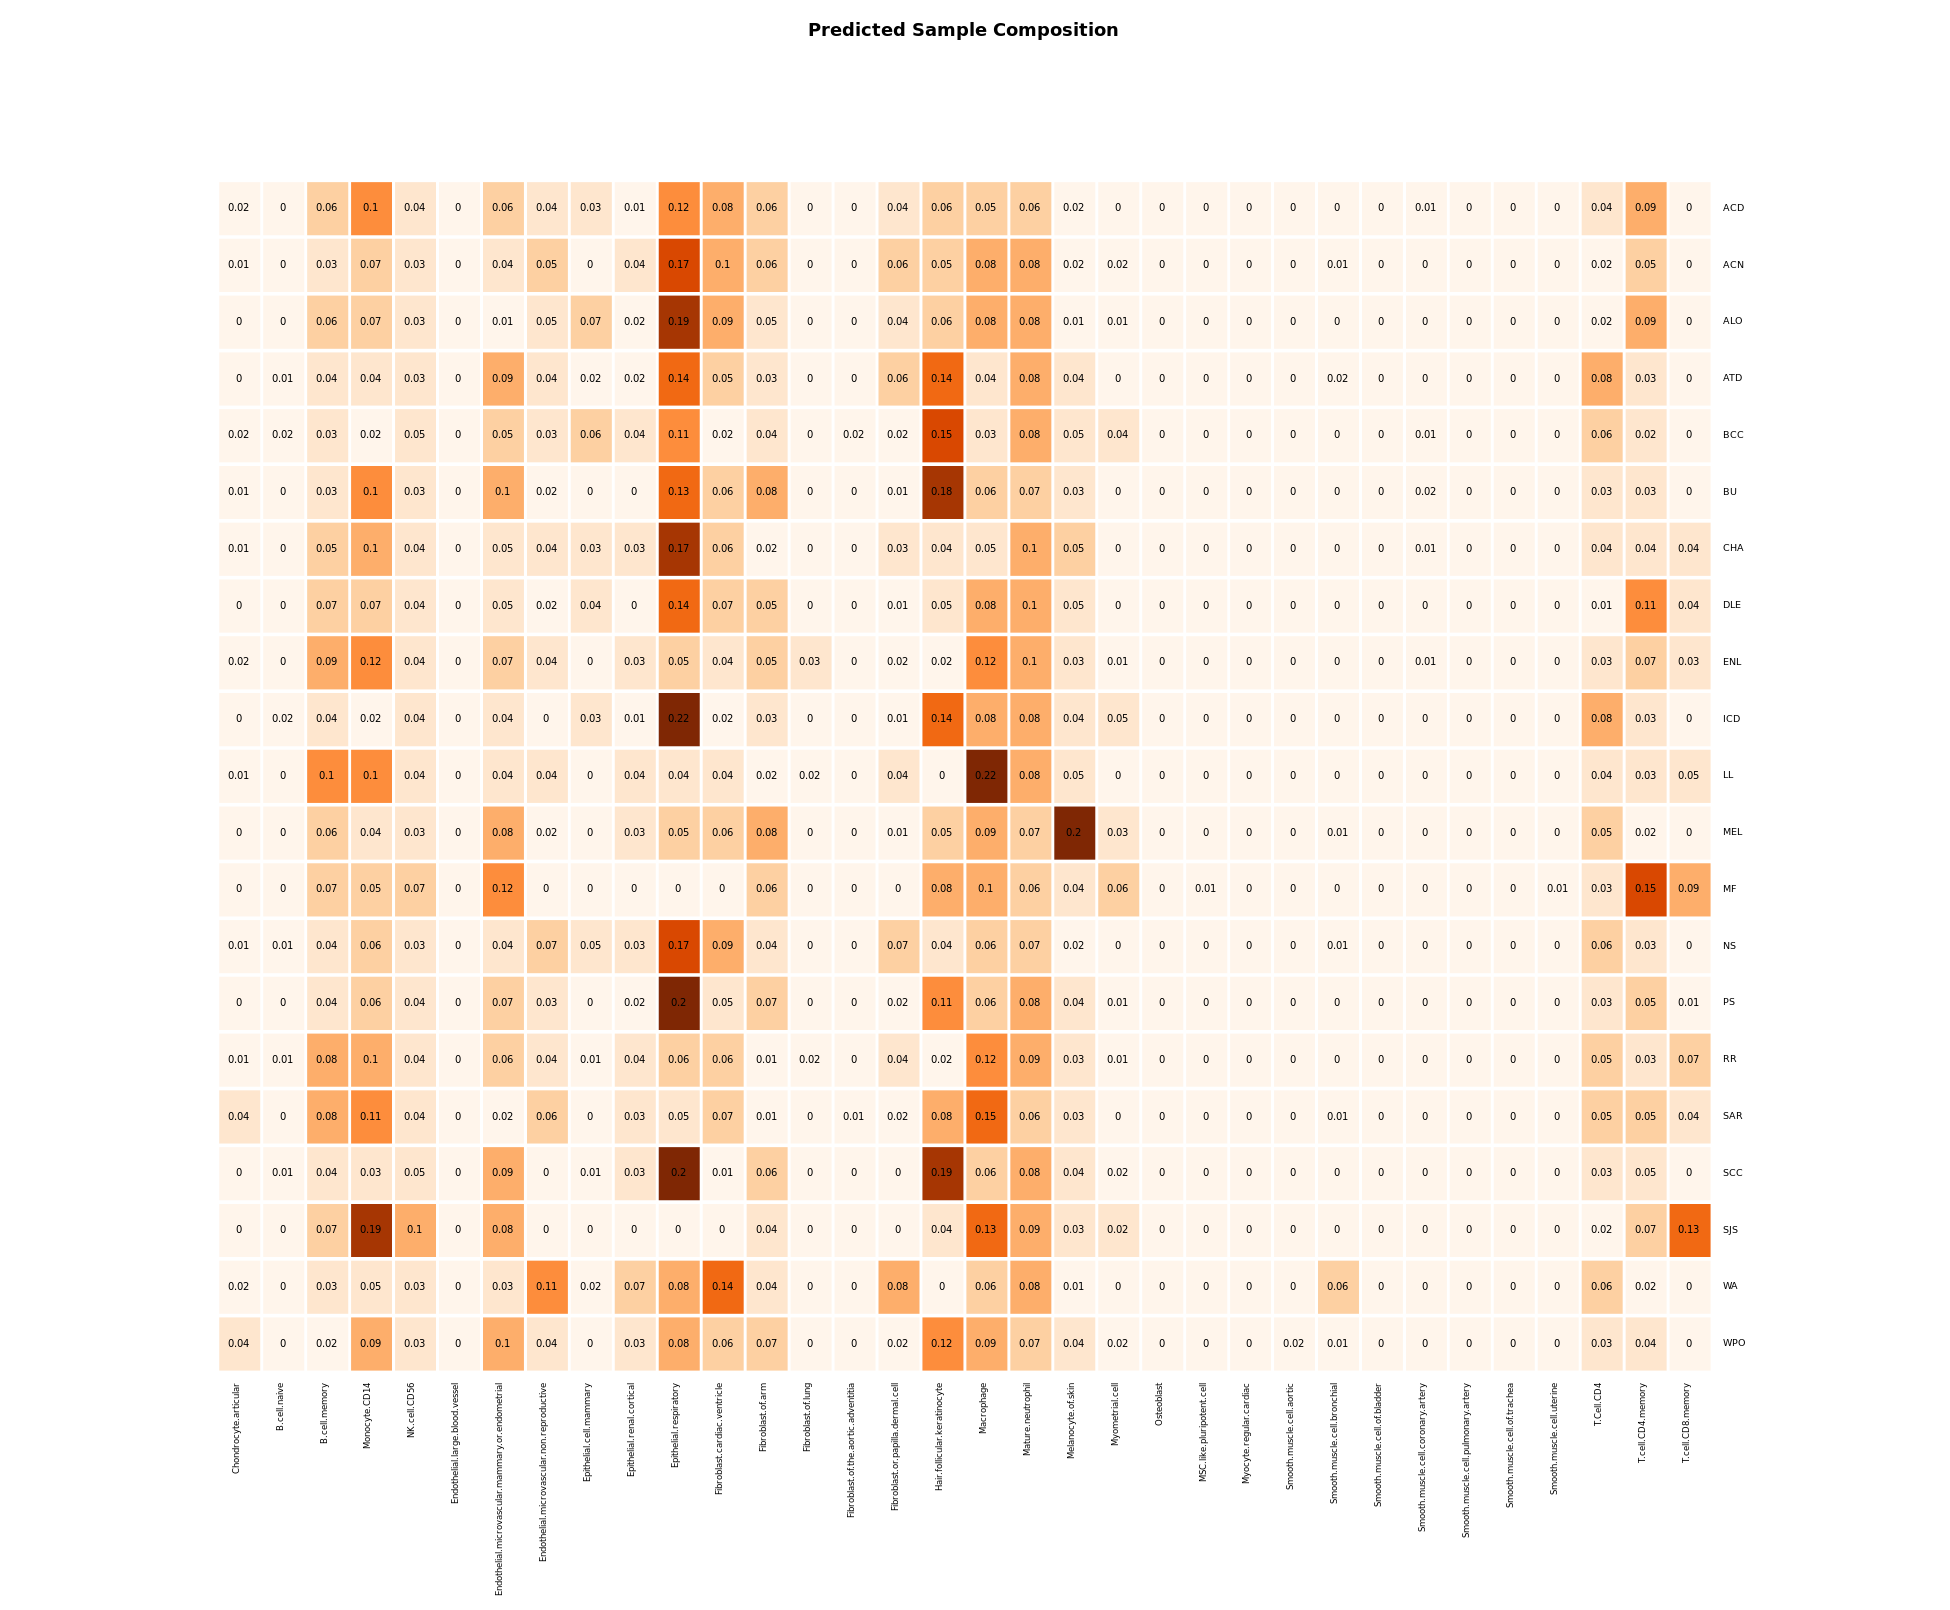 Predicted Sample Composition
0.02 0 0.06 0.1 0.04 0 0.06 0.04 0.03 0.01 0.12 0.08 0.06 0 0 0.04 0.06 0.05 0.06 0.02 0 0 0 0 0 0 0 0.01 0 0 0 0.04 0.09 0 ACD
0.01 0 0.03 0.07 0.03 0 0.04 0.05 0 0.04 0.17 0.1 0.06 0 0 0.06 0.05 0.08 0.08 0.02 0.02 0 0 0 0 0.01 0 0 0 0 0 0.02 0.05 0 ACN
0 0 0.06 0.07 0.03 0 0.01 0.05 0.07 0.02 0.19 0.09 0.05 0 0 0.04 0.06 0.08 0.08 0.01 0.01 0 0 0 0 0 0 0 0 0 0 0.02 0.09 0 ALO
0 0.01 0.04 0.04 0.03 0 0.09 0.04 0.02 0.02 0.14 0.05 0.03 0 0 0.06 0.14 0.04 0.08 0.04 0 0 0 0 0 0.02 0 0 0 0 0 0.08 0.03 0 ATD
0.02 0.02 0.03 0.02 0.05 0 0.05 0.03 0.06 0.04 0.11 0.02 0.04 0 0.02 0.02 0.15 0.03 0.08 0.05 0.04 0 0 0 0 0 0 0.01 0 0 0 0.06 0.02 0 BCC
0.01 0 0.03 0.1 0.03 0 0.1 0.02 0 0 0.13 0.06 0.08 0 0 0.01 0.18 0.06 0.07 0.03 0 0 0 0 0 0 0 0.02 0 0 0 0.03 0.03 0 BU
0.01 0 0.05 0.1 0.04 0 0.05 0.04 0.03 0.03 0.17 0.06 0.02 0 0 0.03 0.04 0.05 0.1 0.05 0 0 0 0 0 0 0 0.01 0 0 0 0.04 0.04 0.04 CHA
0 0 0.07 0.07 0.04 0 0.05 0.02 0.04 0 0.14 0.07 0.05 0 0 0.01 0.05 0.08 0.1 0.05 0 0 0 0 0 0 0 0 0 0 0 0.01 0.11 0.04 DLE
0.02 0 0.09 0.12 0.04 0 0.07 0.04 0 0.03 0.05 0.04 0.05 0.03 0 0.02 0.02 0.12 0.1 0.03 0.01 0 0 0 0 0 0 0.01 0 0 0 0.03 0.07 0.03 ENL
0 0.02 0.04 0.02 0.04 0 0.04 0 0.03 0.01 0.22 0.02 0.03 0 0 0.01 0.14 0.08 0.08 0.04 0.05 0 0 0 0 0 0 0 0 0 0 0.08 0.03 0 ICD
0.01 0 0.1 0.1 0.04 0 0.04 0.04 0 0.04 0.04 0.04 0.02 0.02 0 0.04 0 0.22 0.08 0.05 0 0 0 0 0 0 0 0 0 0 0 0.04 0.03 0.05 LL
0 0 0.06 0.04 0.03 0 0.08 0.02 0 0.03 0.05 0.06 0.08 0 0 0.01 0.05 0.09 0.07 0.2 0.03 0 0 0 0 0.01 0 0 0 0 0 0.05 0.02 0 MEL
0 0 0.07 0.05 0.07 0 0.12 0 0 0 0 0 0.06 0 0 0 0.08 0.1 0.06 0.04 0.06 0 0.01 0 0 0 0 0 0 0 0.01 0.03 0.15 0.09 MF
0.01 0.01 0.04 0.06 0.03 0 0.04 0.07 0.05 0.03 0.17 0.09 0.04 0 0 0.07 0.04 0.06 0.07 0.02 0 0 0 0 0 0.01 0 0 0 0 0 0.06 0.03 0 NS
0 0 0.04 0.06 0.04 0 0.07 0.03 0 0.02 0.2 0.05 0.07 0 0 0.02 0.11 0.06 0.08 0.04 0.01 0 0 0 0 0 0 0 0 0 0 0.03 0.05 0.01 PS
0.01 0.01 0.08 0.1 0.04 0 0.06 0.04 0.01 0.04 0.06 0.06 0.01 0.02 0 0.04 0.02 0.12 0.09 0.03 0.01 0 0 0 0 0 0 0 0 0 0 0.05 0.03 0.07 RR
0.04 0 0.08 0.11 0.04 0 0.02 0.06 0 0.03 0.05 0.07 0.01 0 0.01 0.02 0.08 0.15 0.06 0.03 0 0 0 0 0 0.01 0 0 0 0 0 0.05 0.05 0.04 SAR
0 0.01 0.04 0.03 0.05 0 0.09 0 0.01 0.03 0.2 0.01 0.06 0 0 0 0.19 0.06 0.08 0.04 0.02 0 0 0 0 0 0 0 0 0 0 0.03 0.05 0 SCC
0 0 0.07 0.19 0.1 0 0.08 0 0 0 0 0 0.04 0 0 0 0.04 0.13 0.09 0.03 0.02 0 0 0 0 0 0 0 0 0 0 0.02 0.07 0.13 SJS
0.02 0 0.03 0.05 0.03 0 0.03 0.11 0.02 0.07 0.08 0.14 0.04 0 0 0.08 0 0.06 0.08 0.01 0 0 0 0 0 0.06 0 0 0 0 0 0.06 0.02 0 WA
0.04 0 0.02 0.09 0.03 0 0.1 0.04 0 0.03 0.08 0.06 0.07 0 0 0.02 0.12 0.09 0.07 0.04 0.02 0 0 0 0.02 0.01 0 0 0 0 0 0.03 0.04 0 WPO
Chondrocyte.articular
B.cell.naive
B.cell.memory
Monocyte.CD14
NK.cell.CD56
Endothelial.large.blood.vessel
Endothelial.microvascular.mammary.or.endometrial
Endothelial.microvascular.non.reproductive
Epithelial.cell.mammary
Epithelial.renal.cortical
Epithelial.respiratory
Fibroblast.cardiac.ventricle
Fibroblast.of.arm
Fibroblast.of.lung
Fibroblast.of.the.aortic.adventitia
Fibroblast.or.papilla.dermal.cell
Hair.follicular.keratinocyte
Macrophage
Mature.neutrophil
Melanocyte.of.skin
Myometrial.cell
Osteoblast
MSC.like.pluripotent.cell
Myocyte.regular.cardiac
Smooth.muscle.cell.aortic
Smooth.muscle.cell.bronchial
Smooth.muscle.cell.of.bladder
Smooth.muscle.cell.coronary.artery
Smooth.muscle.cell.pulmonary.artery
Smooth.muscle.cell.of.trachea
Smooth.muscle.cell.uterine
T.Cell.CD4
T.cell.CD4.memory
T.cell.CD8.memory